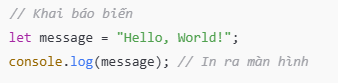 // Khai báo biến
let message = "Hello, World!";
console.log(message); // In ra màn hình